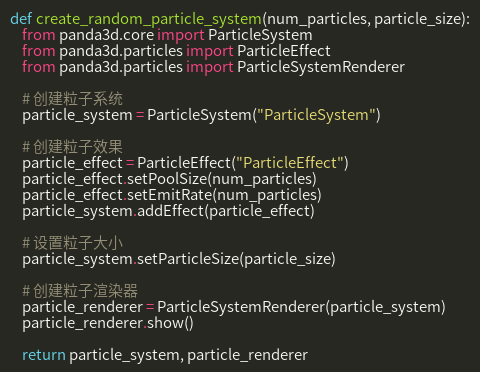 def create_random_particle_system(num_particles, particle_size):
from panda3d.core import ParticleSystem
from panda3d.particles import ParticleEffect
from panda3d.particles import ParticleSystemRenderer
# 创建粒子系统
particle_system = ParticleSystem("ParticleSystem")
# 创建粒子效果
particle_effect = ParticleEffect("ParticleEffect")
particle_effect.setPoolSize(num_particles)
particle_effect.setEmitRate(num_particles)
particle_system.addEffect(particle_effect)
# 设置粒子大小
particle_system.setParticleSize(particle_size)
# 创建粒子渲染器
particle_renderer = ParticleSystemRenderer(particle_system)
particle_renderer.show()
return particle_system, particle_renderer